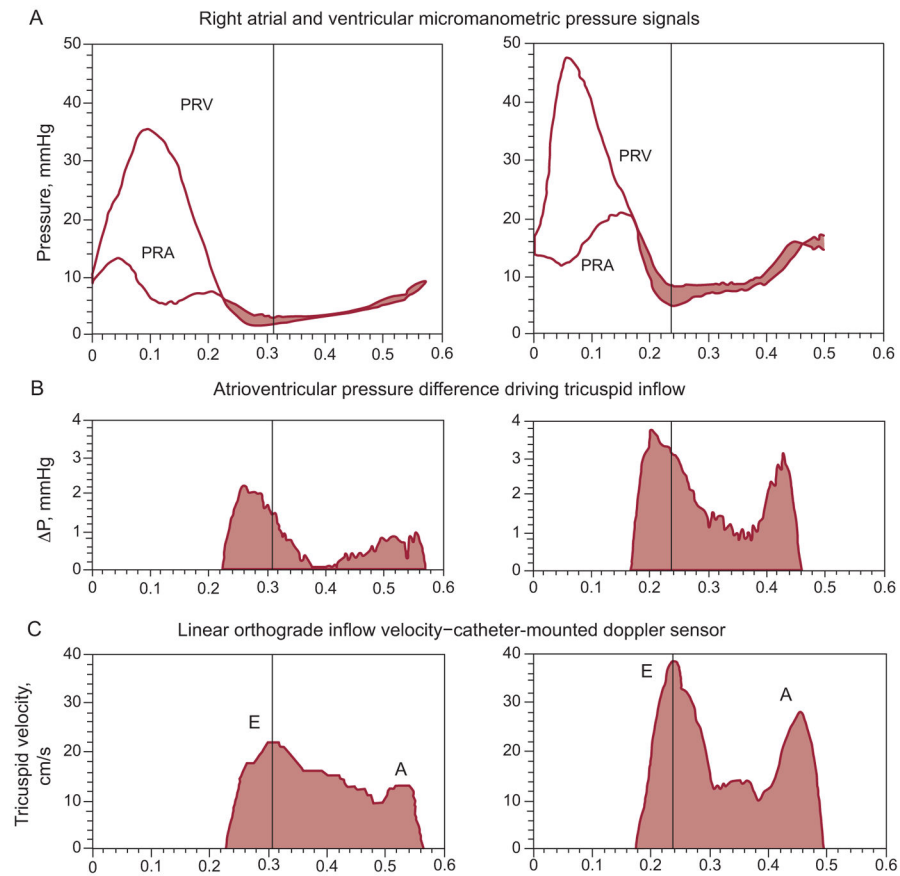 A Right atrial and ventricular micromanometric pressure signals
Pressure, mmHg
50
40
30
20
10
0
PRV
PRA
0 0.1 0.2 0.3 0.4 0.5 0.6
50
40
30
20
10
0
PRV
PRA
0 0.1 0.2 0.3 0.4 0.5 0.6
B Atrioventricular pressure difference driving tricuspid inflow
ΔP, mmHg
4
3
2
1
0
0 0.1 0.2 0.3 0.4 0.5 0.6
4
3
2
1
0
0 0.1 0.2 0.3 0.4 0.5 0.6
C Linear orthograde inflow velocity−catheter-mounted doppler sensor
Tricuspid velocity,
cm/s
40
30
20
10
0
E
A
0 0.1 0.2 0.3 0.4 0.5 0.6
40
30
20
10
0
E
A
0 0.1 0.2 0.3 0.4 0.5 0.6